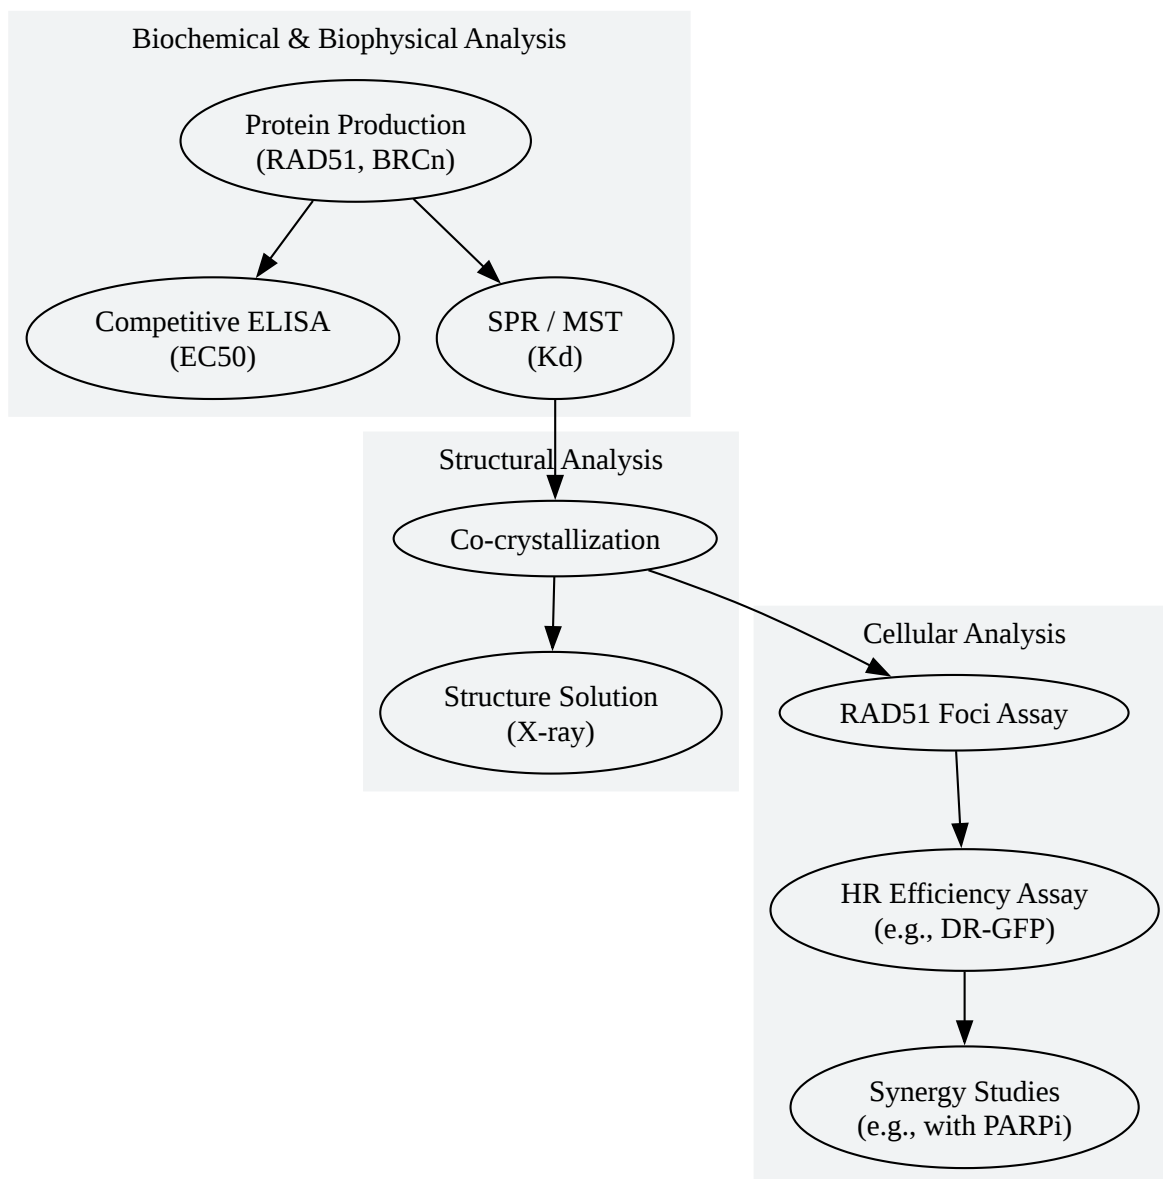 Biochemical & Biophysical Analysis
Protein Production
(RAD51, BRCn)
Competitive ELISA
(EC50)
SPR / MST
(Kd)
Structural Analysis
Co-crystallization
Structure Solution
(X-ray)
Cellular Analysis
RAD51 Foci Assay
HR Efficiency Assay
(e.g., DR-GFP)
Synergy Studies
(e.g., with PARPi)